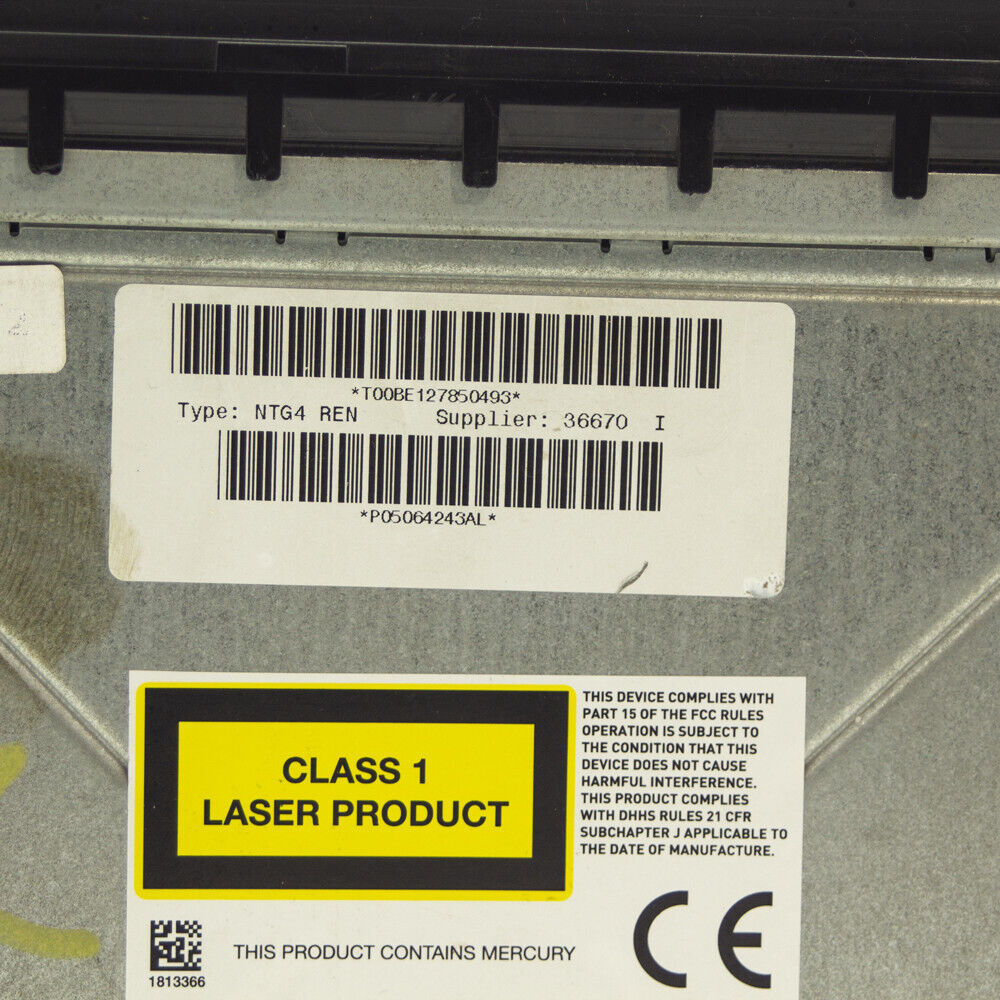 *T00BE127850493*
Type: NTG4 REN Supplier: 36670 I
*P05064243AL*
CLASS 1
LASER PRODUCT
THIS DEVICE COMPLIES WITH
PART 15 OF THE FCC RULES
OPERATION IS SUBJECT TO
THE CONDITION THAT THIS
DEVICE DOES NOT CAUSE
HARMFUL INTERFERENCE.
THIS PRODUCT COMPLIES
WITH DHHS RULES 21 CFR
SUBCHAPTER J APPLICABLE TO
THE DATE OF MANUFACTURE.
THIS PRODUCT CONTAINS MERCURY
1813366
CE